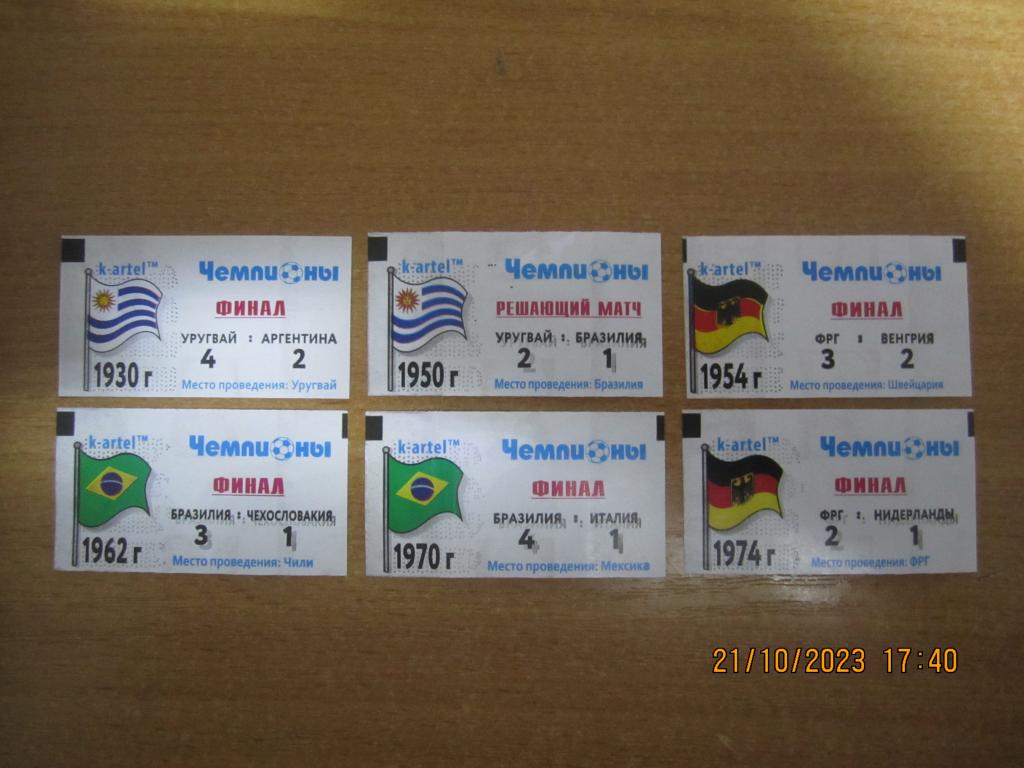 k-artel™ Чемпионы
ФИНАЛ
УРУГВАЙ : АРГЕНТИНА
4 2
1930 г
Место проведения: Уругвай
k-artel™ Чемпионы
РЕШАЮЩИЙ МАТЧ
УРУГВАЙ : БРАЗИЛИЯ
2 1
1950 г
Место проведения: Бразилия
k-artel™ Чемпионы
ФИНАЛ
ФРГ : ВЕНГРИЯ
3 2
1954 г
Место проведения: Швейцария
k-artel™ Чемпионы
ФИНАЛ
БРАЗИЛИЯ : ЧЕХОСЛОВАКИЯ
3 1
1962 г
Место проведения: Чили
k-artel™ Чемпионы
ФИНАЛ
БРАЗИЛИЯ : ИТАЛИЯ
4 1
1970 г
Место проведения: Мексика
k-artel™ Чемпионы
ФИНАЛ
ФРГ : НИДЕРЛАНДЫ
2 1
1974 г
Место проведения: ФРГ
21/10/2023 17:40